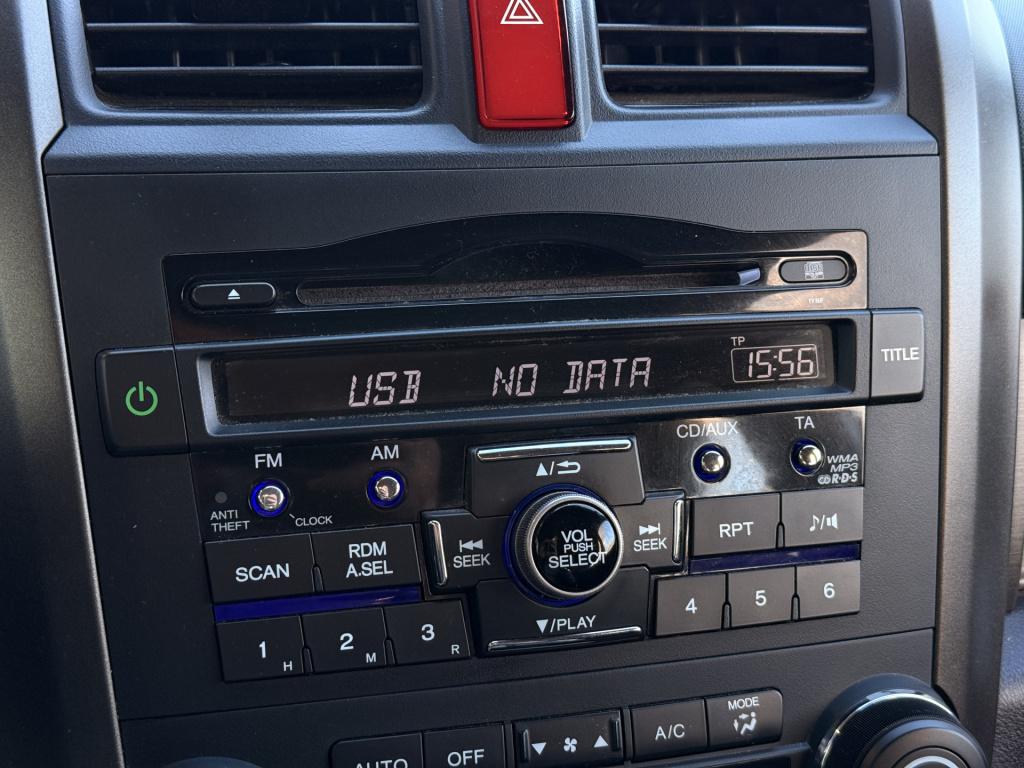 TP
USB NO DATA 15:56
TITLE
FM
AM
CD/AUX
TA
ANTI
THEFT
CLOCK
WMA
MP3
R·D·S
SCAN
RDM
A.SEL
SEEK
VOL
PUSH
SELECT
SEEK
RPT
/PLAY
1 H
2 M
3 R
4
5
6
AUTO
OFF
A/C
MODE